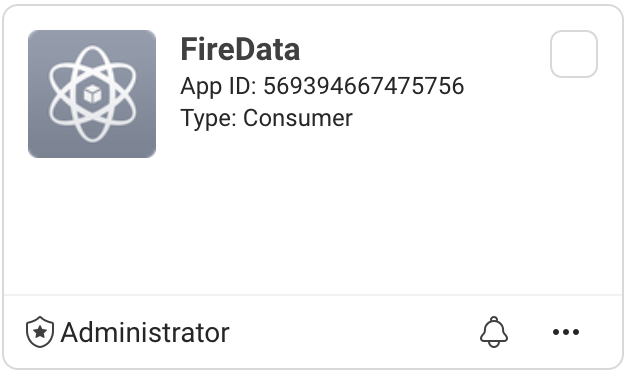 FireData
App ID: 569394667475756
Type: Consumer
Administrator